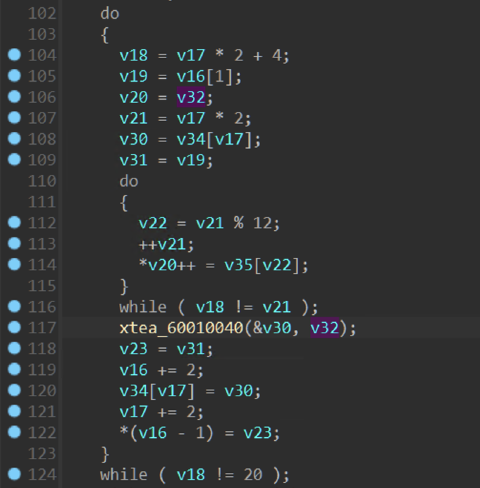 102 do
103 {
104 v18 = v17 * 2 + 4;
105 v19 = v16[1];
106 v20 = v32;
107 v21 = v17 * 2;
108 v30 = v34[v17];
109 v31 = v19;
110 do
111 {
112 v22 = v21 % 12;
113 ++v21;
114 *v20++ = v35[v22];
115 }
116 while ( v18 != v21 );
117 xtea_60010040(&v30, v32);
118 v23 = v31;
119 v16 += 2;
120 v34[v17] = v30;
121 v17 += 2;
122 *(v16 - 1) = v23;
123 }
124 while ( v18 != 20 );